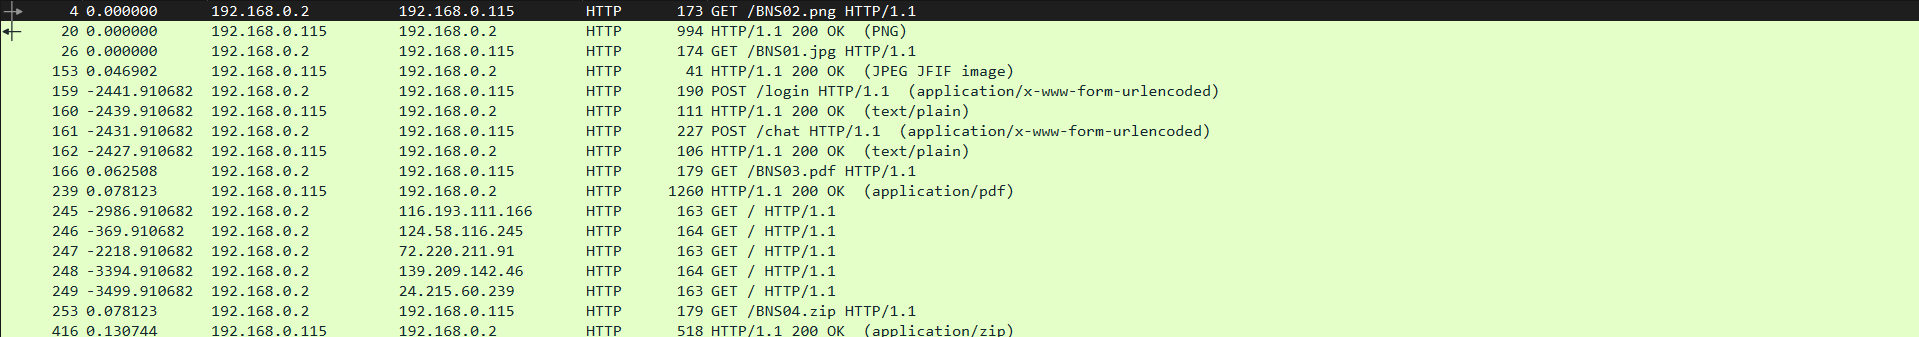 4 0.000000 192.168.0.2 192.168.0.115 HTTP 173 GET /BNS02.png HTTP/1.1
20 0.000000 192.168.0.115 192.168.0.2 HTTP 994 HTTP/1.1 200 OK (PNG)
26 0.000000 192.168.0.2 192.168.0.115 HTTP 174 GET /BNS01.jpg HTTP/1.1
153 0.046902 192.168.0.115 192.168.0.2 HTTP 41 HTTP/1.1 200 OK (JPEG JFIF image)
159 -2441.910682 192.168.0.2 192.168.0.115 HTTP 190 POST /login HTTP/1.1 (application/x-www-form-urlencoded)
160 -2439.910682 192.168.0.115 192.168.0.2 HTTP 111 HTTP/1.1 200 OK (text/plain)
161 -2431.910682 192.168.0.2 192.168.0.115 HTTP 227 POST /chat HTTP/1.1 (application/x-www-form-urlencoded)
162 -2427.910682 192.168.0.115 192.168.0.2 HTTP 106 HTTP/1.1 200 OK (text/plain)
166 0.062508 192.168.0.2 192.168.0.115 HTTP 179 GET /BNS03.pdf HTTP/1.1
239 0.078123 192.168.0.115 192.168.0.2 HTTP 1260 HTTP/1.1 200 OK (application/pdf)
245 -2986.910682 192.168.0.2 116.193.111.166 HTTP 163 GET / HTTP/1.1
246 -369.910682 192.168.0.2 124.58.116.245 HTTP 164 GET / HTTP/1.1
247 -2218.910682 192.168.0.2 72.220.211.91 HTTP 163 GET / HTTP/1.1
248 -3394.910682 192.168.0.2 139.209.142.46 HTTP 164 GET / HTTP/1.1
249 -3499.910682 192.168.0.2 24.215.60.239 HTTP 163 GET / HTTP/1.1
253 0.078123 192.168.0.2 192.168.0.115 HTTP 179 GET /BNS04.zip HTTP/1.1
416 0.130744 192.168.0.115 192.168.0.2 HTTP 518 HTTP/1.1 200 OK (application/zip)